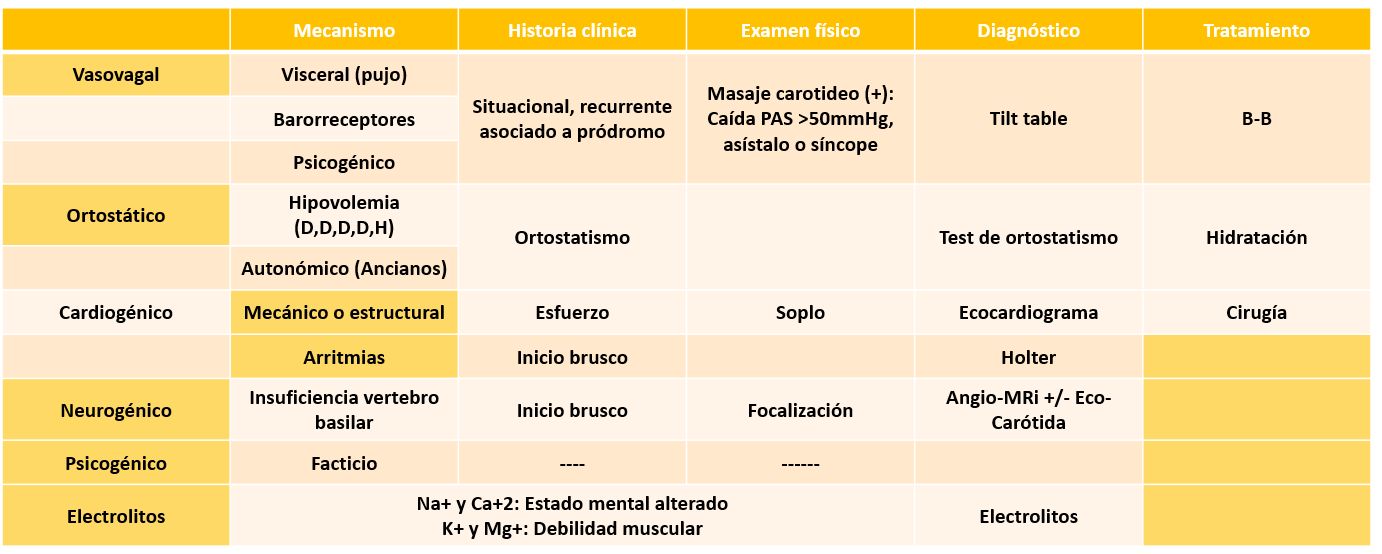 Mecanismo
Historia clínica
Examen físico
Diagnóstico
Tratamiento
Vasovagal
Visceral (pujo)
Situacional, recurrente
asociado a pródromo
Masaje carotideo (+):
Caída PAS >50mmHg,
asístalo o síncope
Tilt table
B-B
Barorreceptores
Psicogénico
Ortostático
Hipovolemia
(D,D,D,D,H)
Ortostatismo
Test de ortostatismo
Hidratación
Autonómico (Ancianos)
Cardiogénico
Mecánico o estructural
Esfuerzo
Soplo
Ecocardiograma
Cirugía
Arritmias
Inicio brusco
Holter
Neurogénico
Insuficiencia vertebro
basilar
Inicio brusco
Focalización
Angio-MRi +/- Eco-
Carótida
Psicogénico
Facticio
----
------
Electrolitos
Na+ y Ca+2: Estado mental alterado
K+ y Mg+: Debilidad muscular
Electrolitos